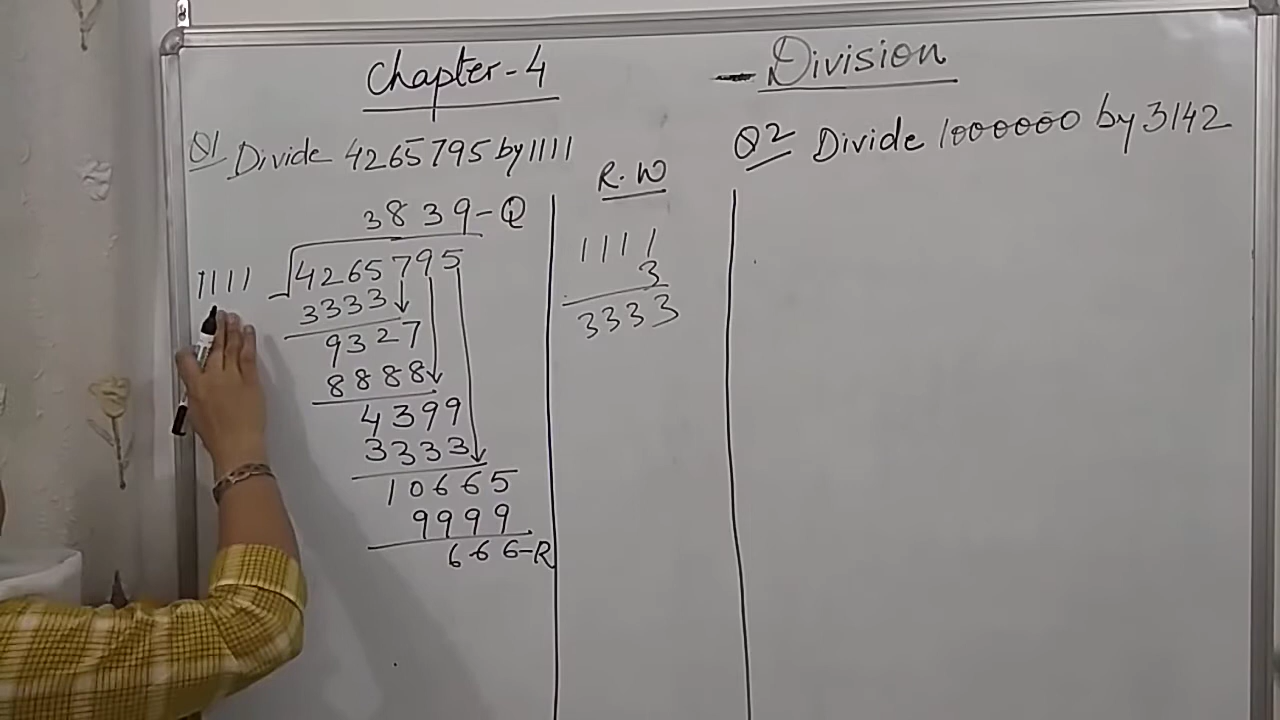 Chapter-4 - Division
Q1 Divide 4265795 by 1111
3839-Q
1111 4265795
3333
9327
8888
4399
3333
10665
9999
666-R
R.W
1111
3
3333
Q2 Divide 1000000 by 3142